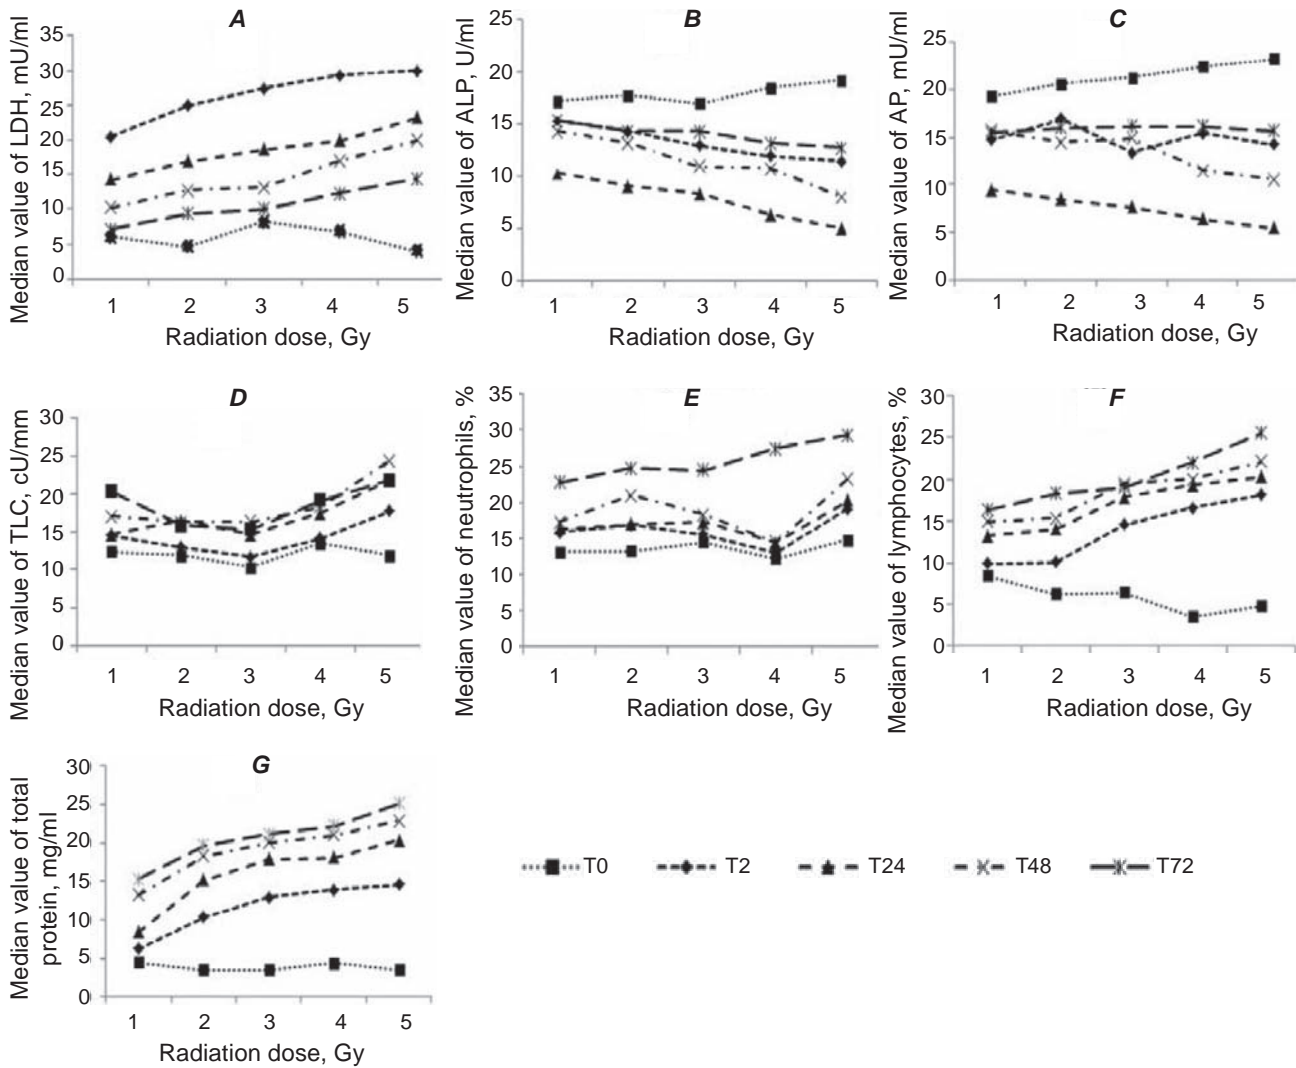 A
Median value of LDH, mU/ml
35
30
25
20
15
10
5
0
1 2 3 4 5
Radiation dose, Gy
B
Median value of ALP, U/ml
25
20
15
10
5
0
1 2 3 4 5
Radiation dose, Gy
C
Median value of AP, mU/ml
25
20
15
10
5
0
1 2 3 4 5
Radiation dose, Gy
D
Median value of TLC, cU/mm
30
25
20
15
10
5
0
1 2 3 4 5
Radiation dose, Gy
E
Median value of neutrophils, %
35
30
25
20
15
10
5
0
1 2 3 4 5
Radiation dose, Gy
F
Median value of lymphocytes, %
30
25
20
15
10
5
0
1 2 3 4 5
Radiation dose, Gy
G
Median value of total
protein, mg/ml
30
25
20
15
10
5
0
1 2 3 4 5
Radiation dose, Gy
T0 T2 T24 T48 T72